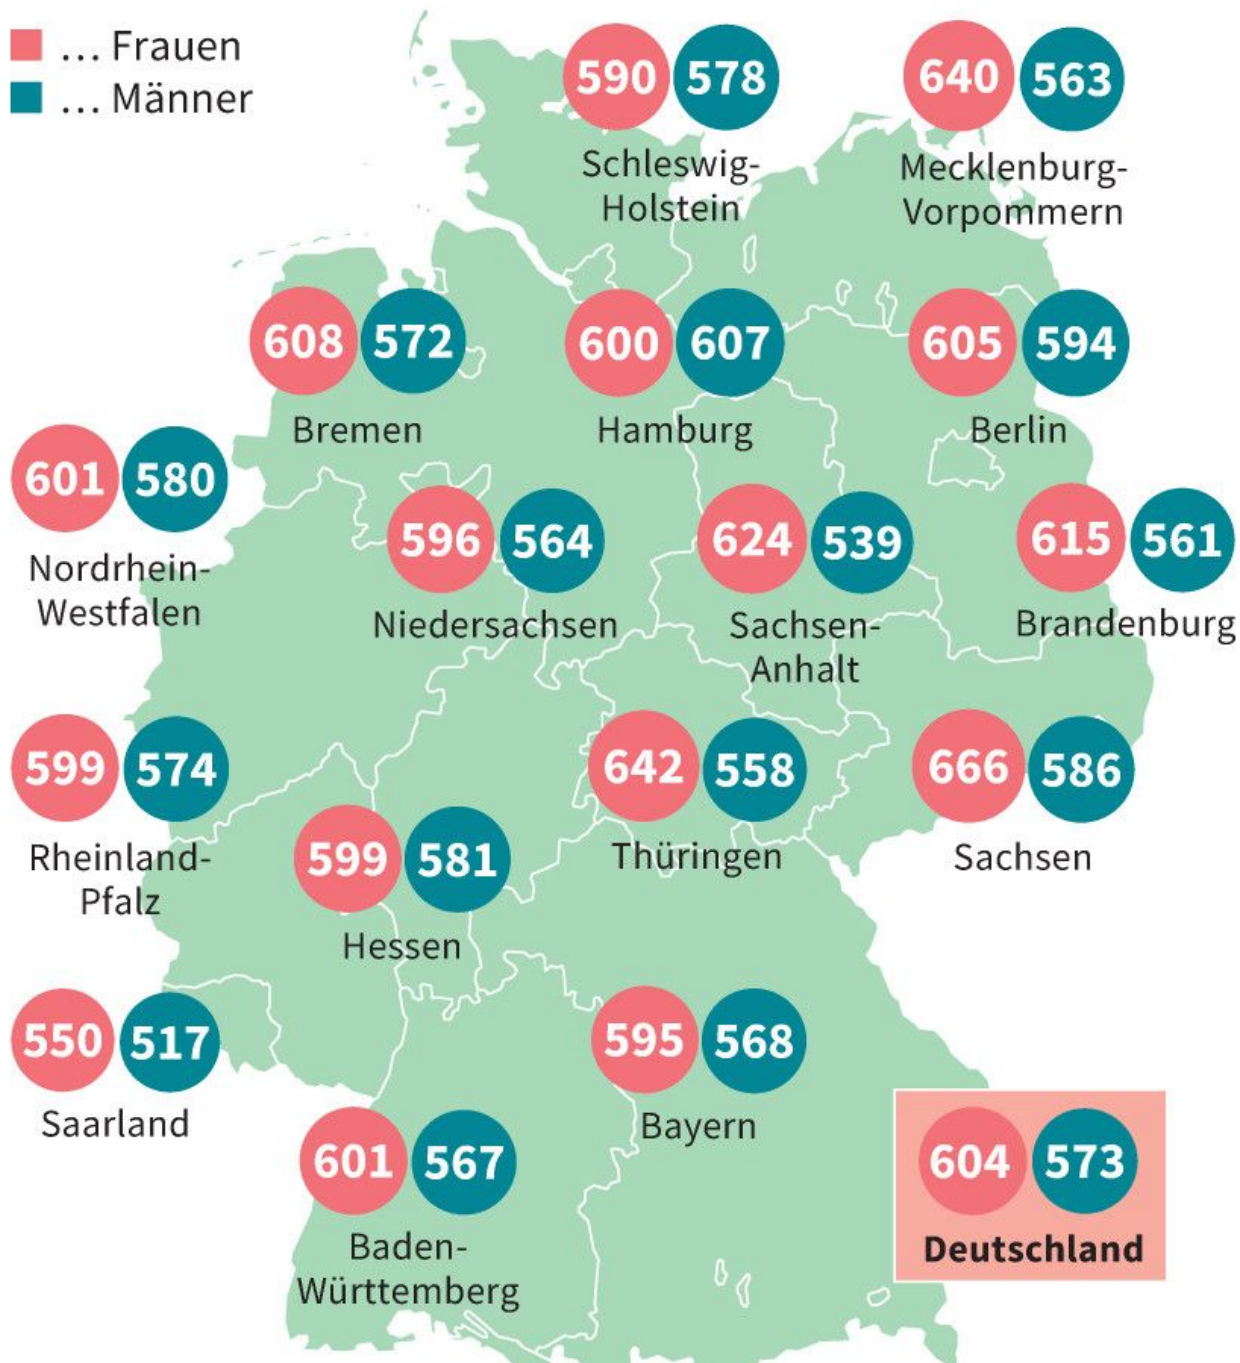 ... Frauen
... Männer
590 578
Schleswig-
Holstein
640 563
Mecklenburg-
Vorpommern
608 572
Bremen
600 607
Hamburg
605 594
Berlin
601 580
Nordrhein-
Westfalen
596 564
Niedersachsen
624 539
Sachsen-
Anhalt
615 561
Brandenburg
599 574
Rheinland-
Pfalz
599 581
Hessen
642 558
Thüringen
666 586
Sachsen
550 517
Saarland
601 567
Baden-
Württemberg
595 568
Bayern
604 573
Deutschland